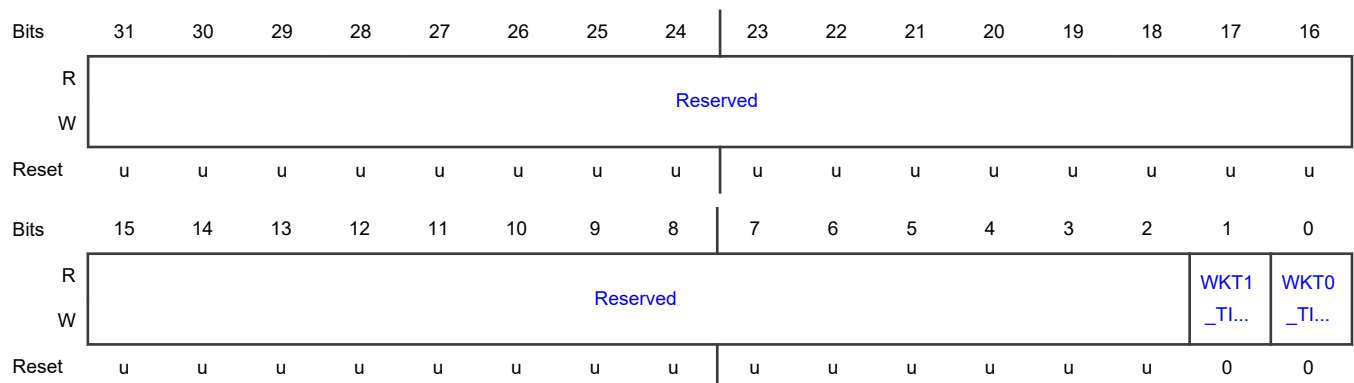 Bits 31 30 29 28 27 26 25 24 23 22 21 20 19 18 17 16
R
Reserved
W
Reset u u u u u u u u u u u u u u u u
Bits 15 14 13 12 11 10 9 8 7 6 5 4 3 2 1 0
R
Reserved WKT1 WKT0
W _TI... _TI...
Reset u u u u u u u u u u u u u u 0 0